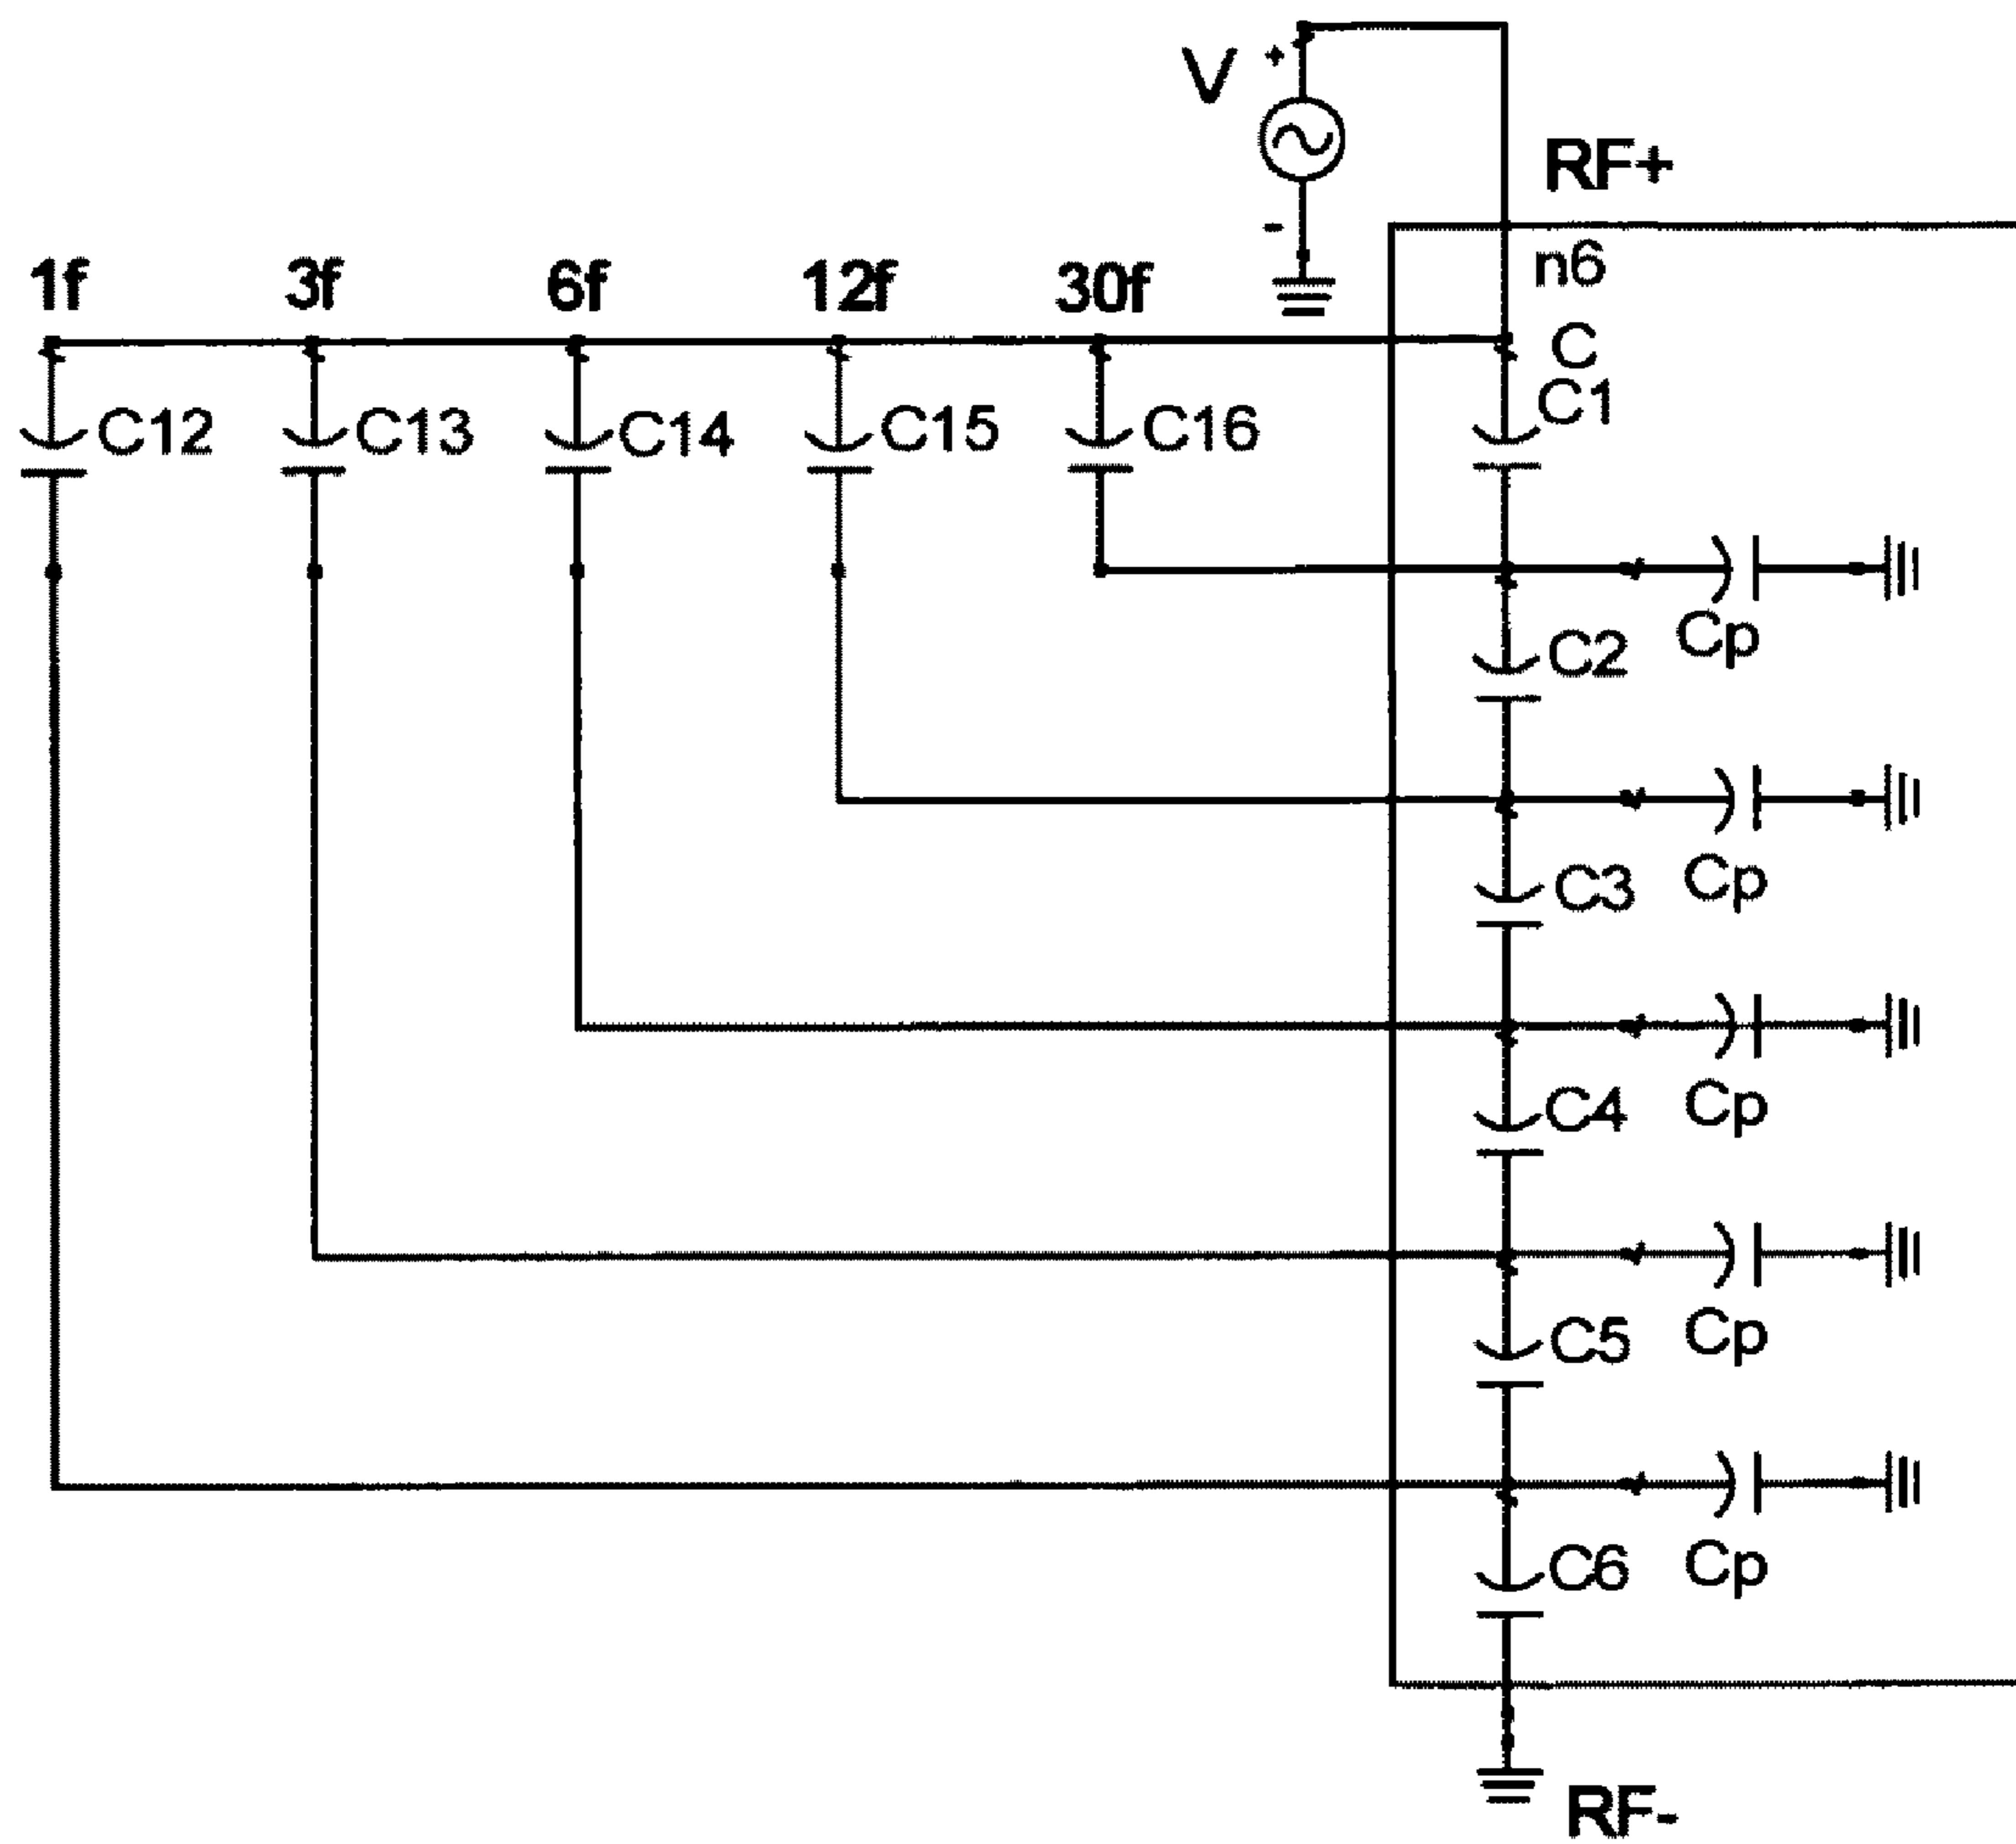 V + 
-
RF+
n6
1f 3f 6f 12f 30f
C
C1
C12 C13 C14 C15 C16
Cp
C2
Cp
C3
Cp
C4
Cp
C5
Cp
C6
RF-